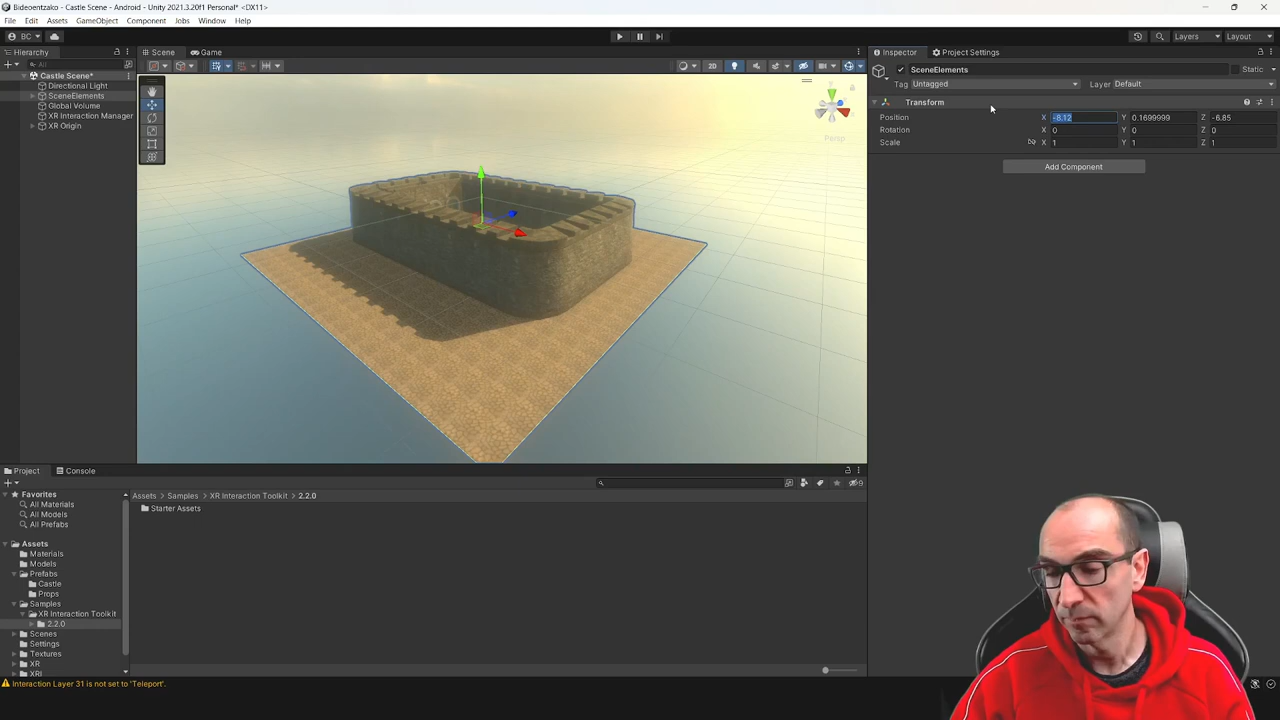 Bideoentzako - Castle Scene - Android - Unity 2021.3.20f1 Personal* <DX11>
File Edit Assets GameObject Component Jobs Window Help
BC Layers Layout
Hierarchy Scene Game Inspector Project Settings
All 2D
Castle Scene*
Directional Light
SceneElements
Global Volume
XR Interaction Manager
XR Origin
Persp
SceneElements Static
Tag Untagged Layer Default
Transform
Position X -8.12 Y 0.1699999 Z -6.85
Rotation X 0 Y 0 Z 0
Scale X 1 Y 1 Z 1
Add Component
Project Console
9
Favorites
All Materials
All Models
All Prefabs
Assets
Materials
Models
Prefabs
Castle
Props
Samples
XR Interaction Toolkit
2.2.0
Scenes
Settings
Textures
XR
XRI
Assets Samples XR Interaction Toolkit 2.2.0
Starter Assets
Interaction Layer 31 is not set to 'Teleport'.